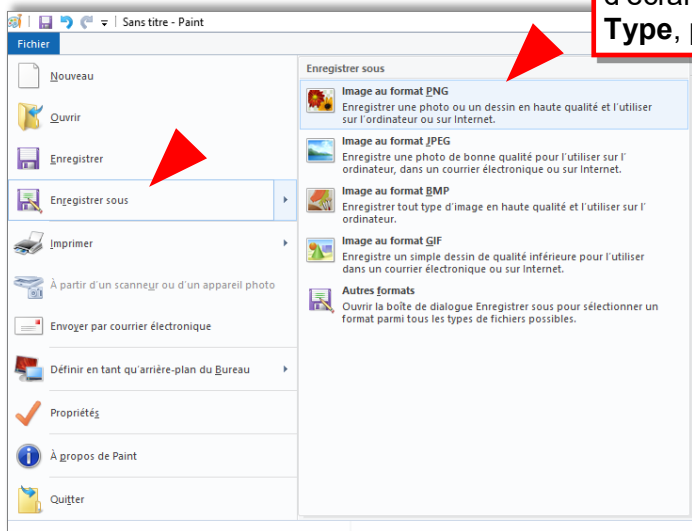 d'écran
Type, p
Sans titre - Paint
Fichier
Nouveau
Ouvrir
Enregistrer
Enregistrer sous
Imprimer
À partir d'un scanneur ou d'un appareil photo
Envoyer par courrier électronique
Définir en tant qu'arrière-plan du Bureau
Propriétés
À propos de Paint
Quitter
Enregistrer sous
Image au format PNG
Enregistrer une photo ou un dessin en haute qualité et l'utiliser
sur l'ordinateur ou sur Internet.
Image au format JPEG
Enregistre une photo de bonne qualité pour l'utiliser sur l'
ordinateur, dans un courrier électronique ou sur Internet.
Image au format BMP
Enregistrer tout type d'image en haute qualité et l'utiliser sur l'
ordinateur.
Image au format GIF
Enregistre un simple dessin de qualité inférieure pour l'utiliser
dans un courrier électronique ou sur Internet.
Autres formats
Ouvrir la boîte de dialogue Enregistrer sous pour sélectionner un
format parmi tous les types de fichiers possibles.